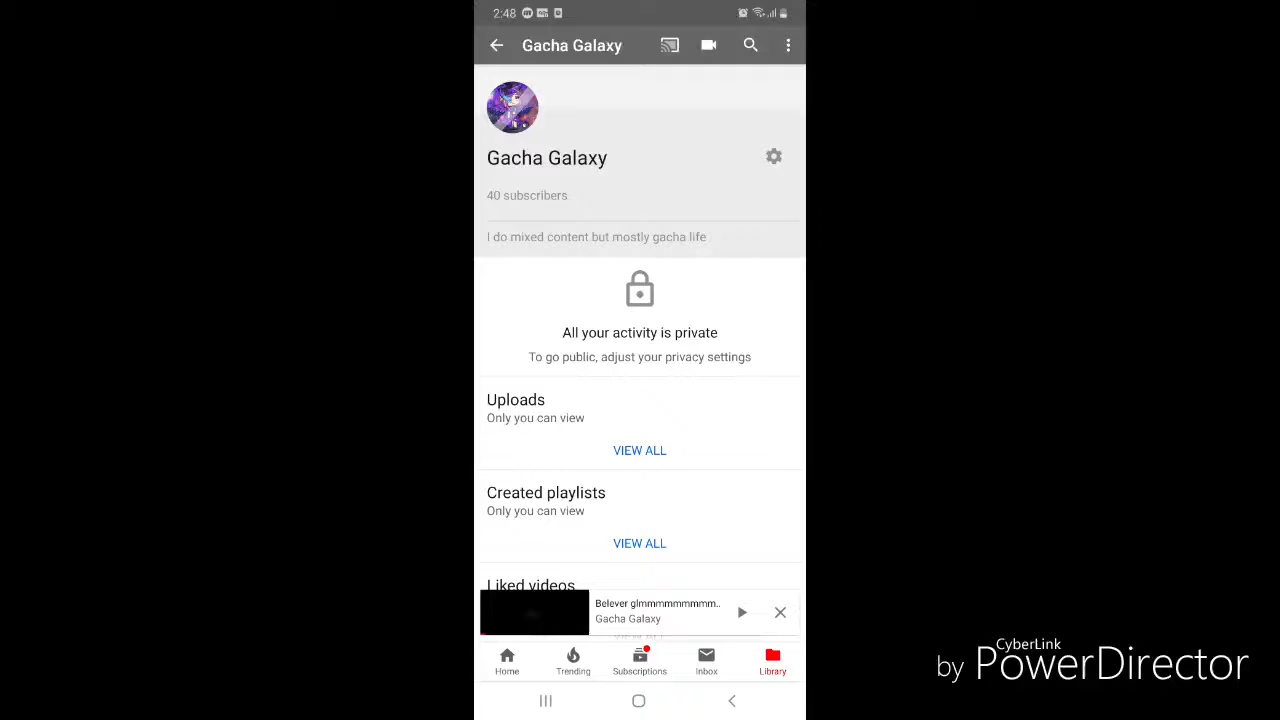 2:48
Gacha Galaxy
Gacha Galaxy
40 subscribers
I do mixed content but mostly gacha life
All your activity is private
To go public, adjust your privacy settings
Uploads
Only you can view
VIEW ALL
Created playlists
Only you can view
VIEW ALL
Liked videos
Belever glmmmmmmmmm..
Gacha Galaxy
Home Trending Subscriptions Inbox Library
CyberLink
by PowerDirector